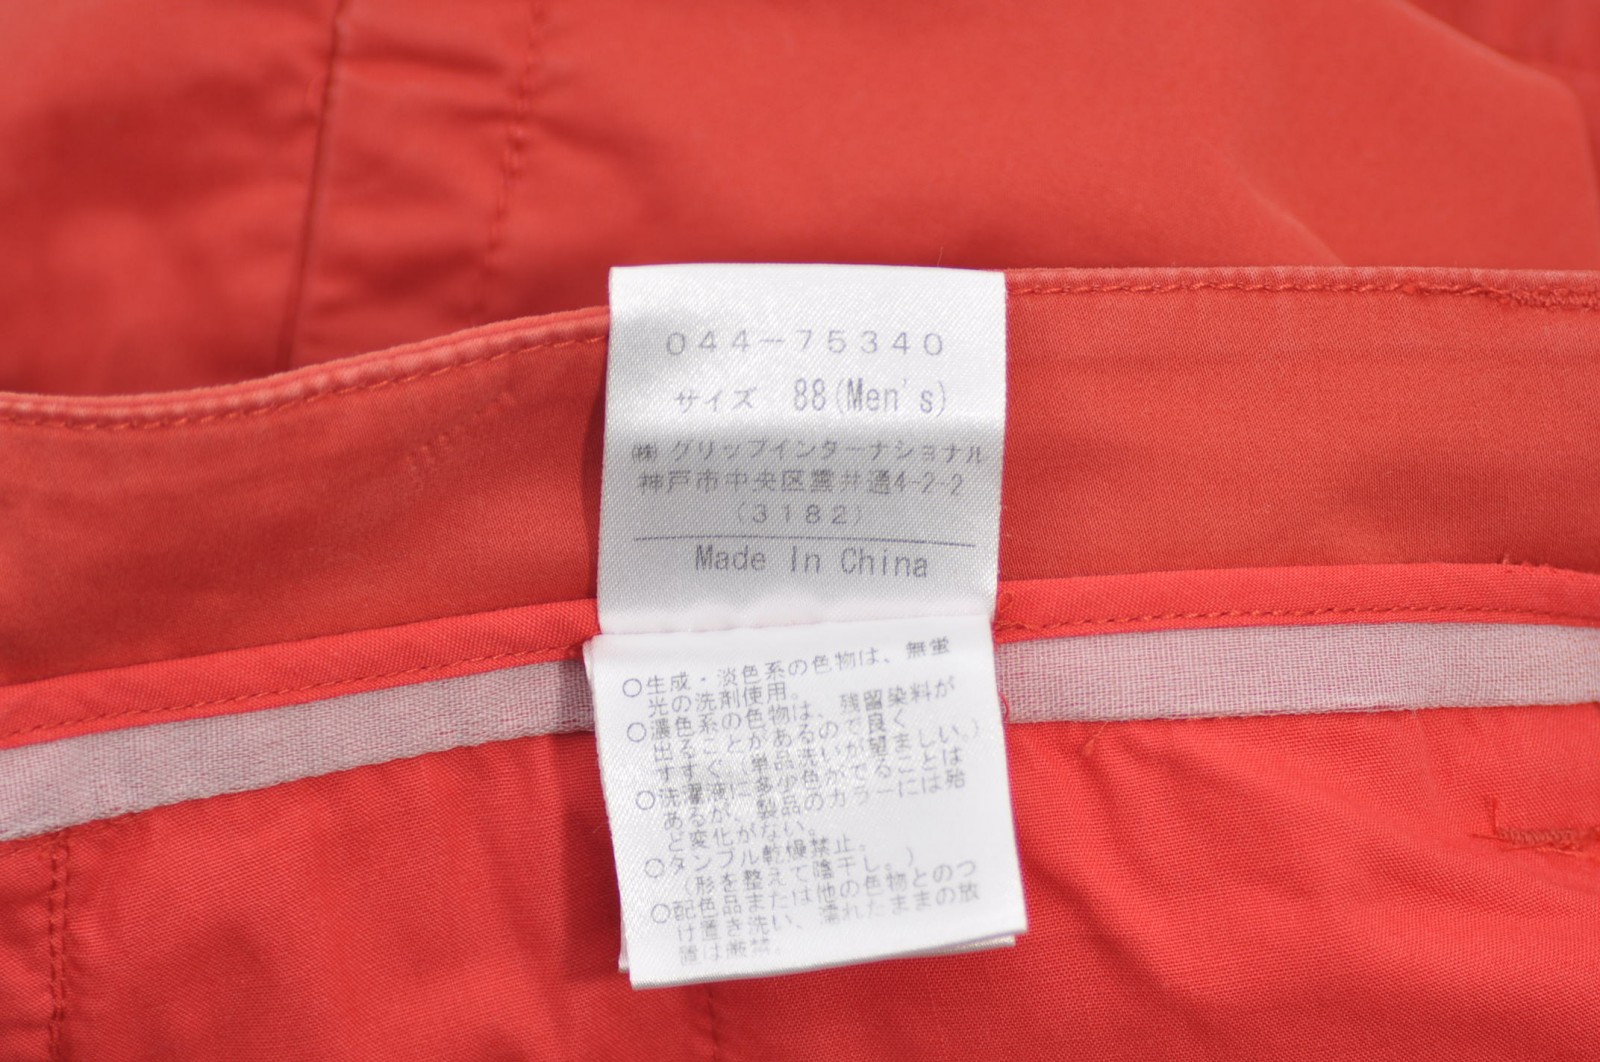 044-75340
サイズ 88(Men's)
㈱グリップインターナショナル
神戸市中央区雲井通4-2-2
(3182)
Made In China
○生成・淡色系の色物は、無蛍
光の洗剤使用。
○濃色系の色物は、残留染料が
出ることがあるので良く
すすぐ。(単品洗いが望ましい。)
○洗濯液に多少色がでることは
あるが、製品のカラーには殆
ど変化がない。
○タンブル乾燥禁止。
(形を整えて陰干し。)
○配色品または他の色物とのつ
け置き洗い、濡れたままの放
置は厳禁。